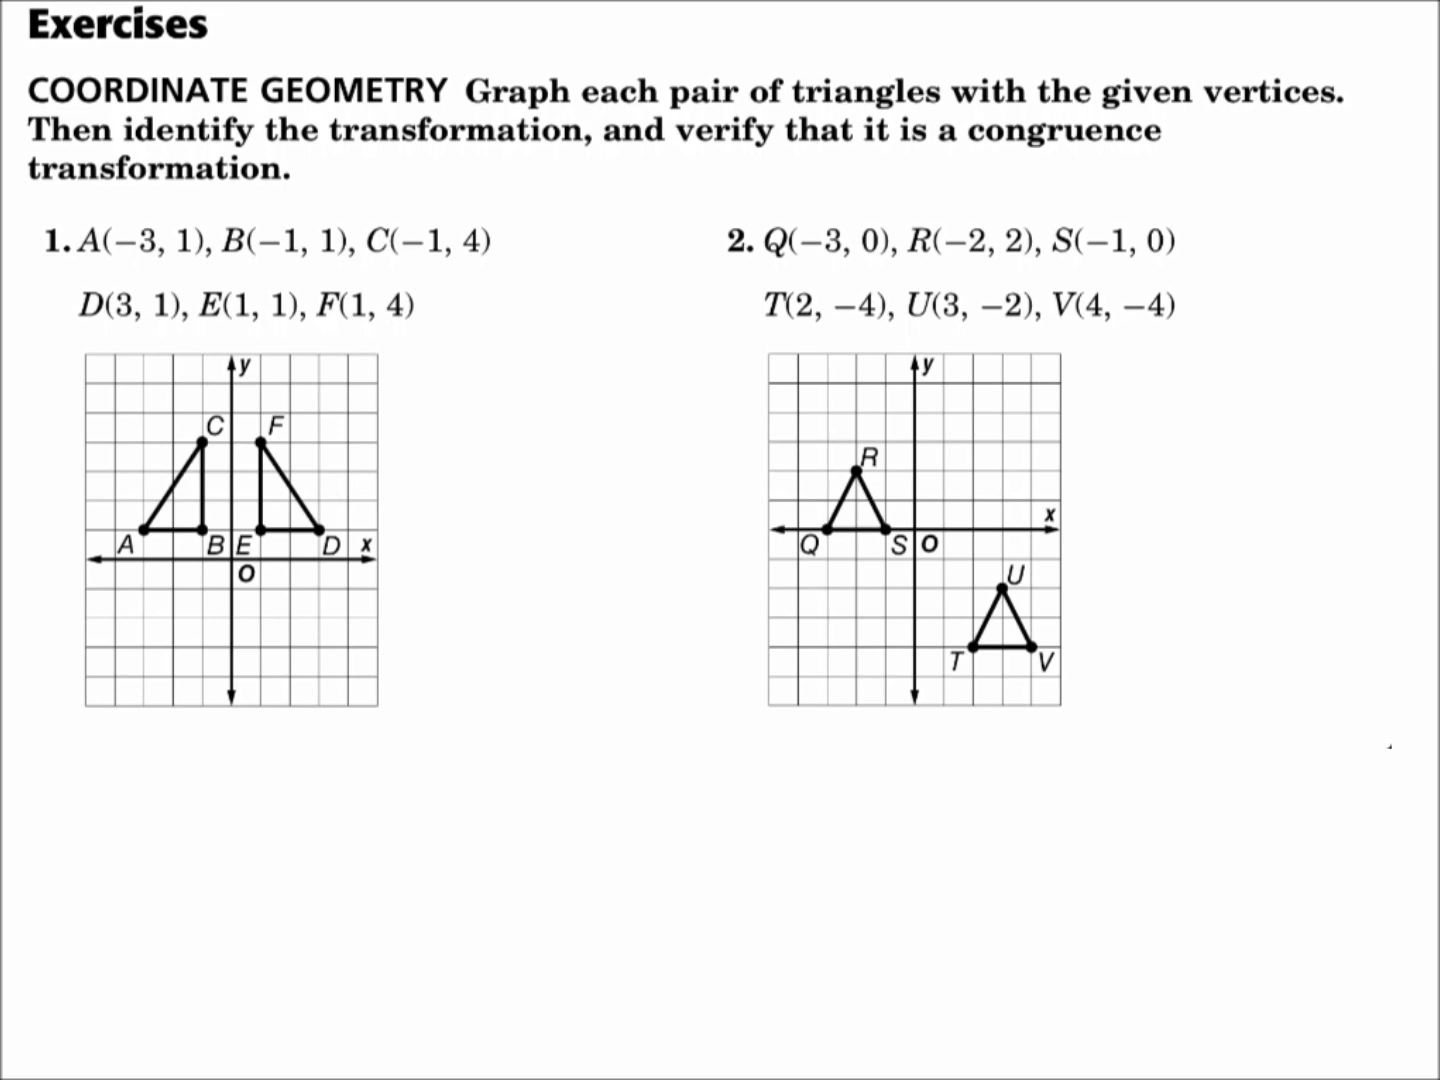 Exercises
COORDINATE GEOMETRY Graph each pair of triangles with the given vertices.
Then identify the transformation, and verify that it is a congruence
transformation.
1. A(−3, 1), B(−1, 1), C(−1, 4)
D(3, 1), E(1, 1), F(1, 4)
y
C F
A B E D x
O
2. Q(−3, 0), R(−2, 2), S(−1, 0)
T(2, −4), U(3, −2), V(4, −4)
y
R
x
Q S O
U
T V